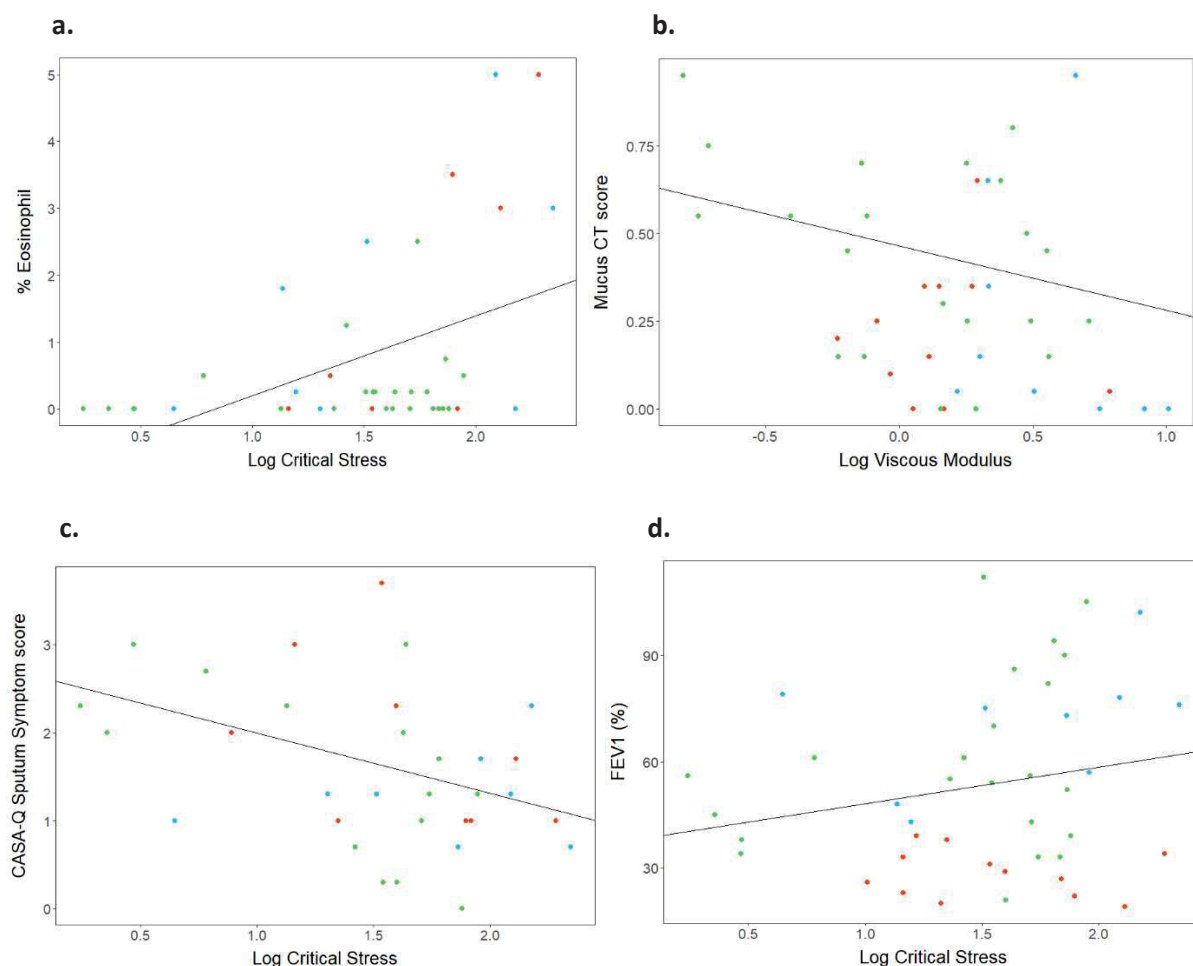 a.
% Eosinophil
5
4
3
2
1
0
0.5 1.0 1.5 2.0
Log Critical Stress
b.
Mucus CT score
0.75
0.50
0.25
0.00
-0.5 0.0 0.5 1.0
Log Viscous Modulus
c.
CASA-Q Sputum Symptom score
3
2
1
0
0.5 1.0 1.5 2.0
Log Critical Stress
d.
FEV1 (%)
90
60
30
0.5 1.0 1.5 2.0
Log Critical Stress